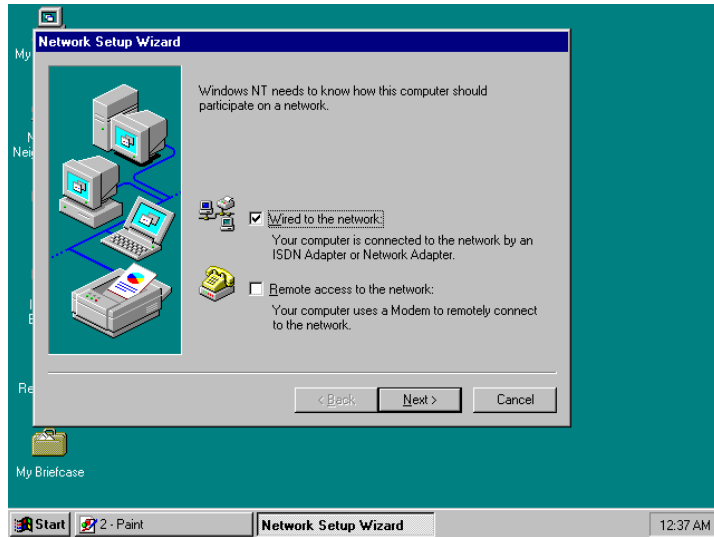 My
Network Setup Wizard
Windows NT needs to know how this computer should
participate on a network.
N
Nei
Wired to the network:
Your computer is connected to the network by an
ISDN Adapter or Network Adapter.
Remote access to the network:
Your computer uses a Modem to remotely connect
to the network.
I
E
Re
< Back
Next >
Cancel
My Briefcase
Start
2 - Paint
Network Setup Wizard
12:37 AM